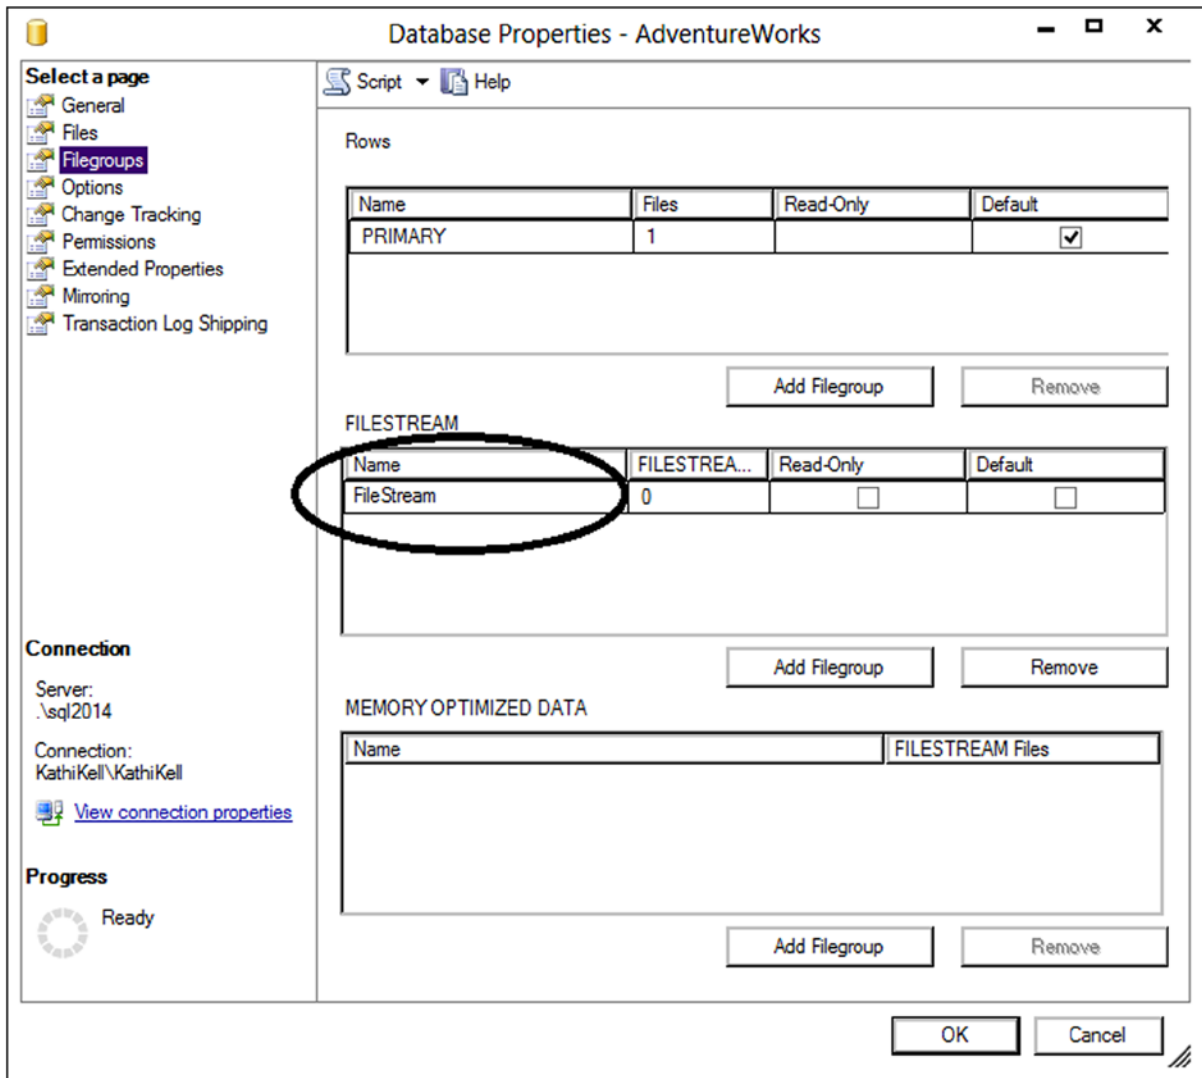 Database Properties - AdventureWorks
Select a page
General
Files
Filegroups
Options
Change Tracking
Permissions
Extended Properties
Mirroring
Transaction Log Shipping
Connection
Server:
.\sql2014
Connection:
KathiKell\KathiKell
View connection properties
Progress
Ready
Script Help
Rows
Name Files Read-Only Default
PRIMARY 1
Add Filegroup Remove
FILESTREAM
Name FILESTREA... Read-Only Default
FileStream 0
Add Filegroup Remove
MEMORY OPTIMIZED DATA
Name FILESTREAM Files
Add Filegroup Remove
OK Cancel